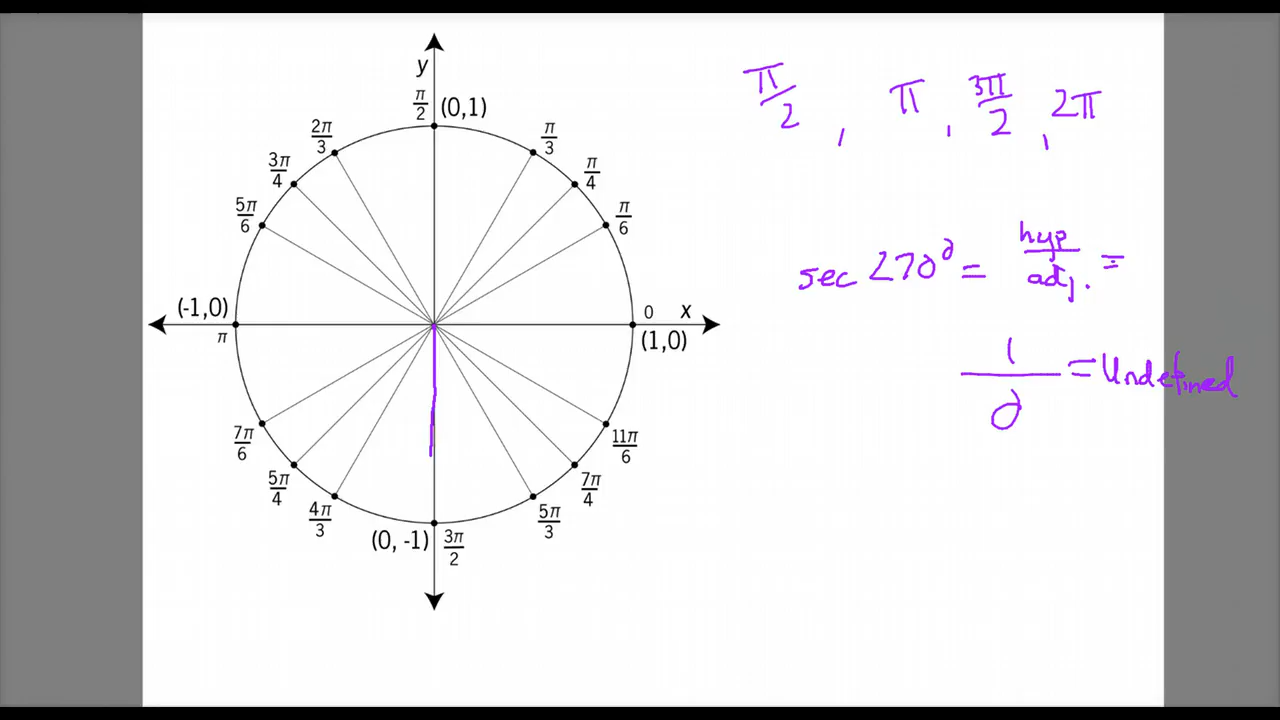 y
π/2 (0,1)
2π/3 π/3
3π/4 π/4
5π/6 π/6
(-1,0) 0 x
π (1,0)
7π/6 11π/6
5π/4 7π/4
4π/3 5π/3
(0, -1) 3π/2
π/2 , π , 3π/2 , 2π
sec 270° = hyp/adj. =
1/0 = Undefined